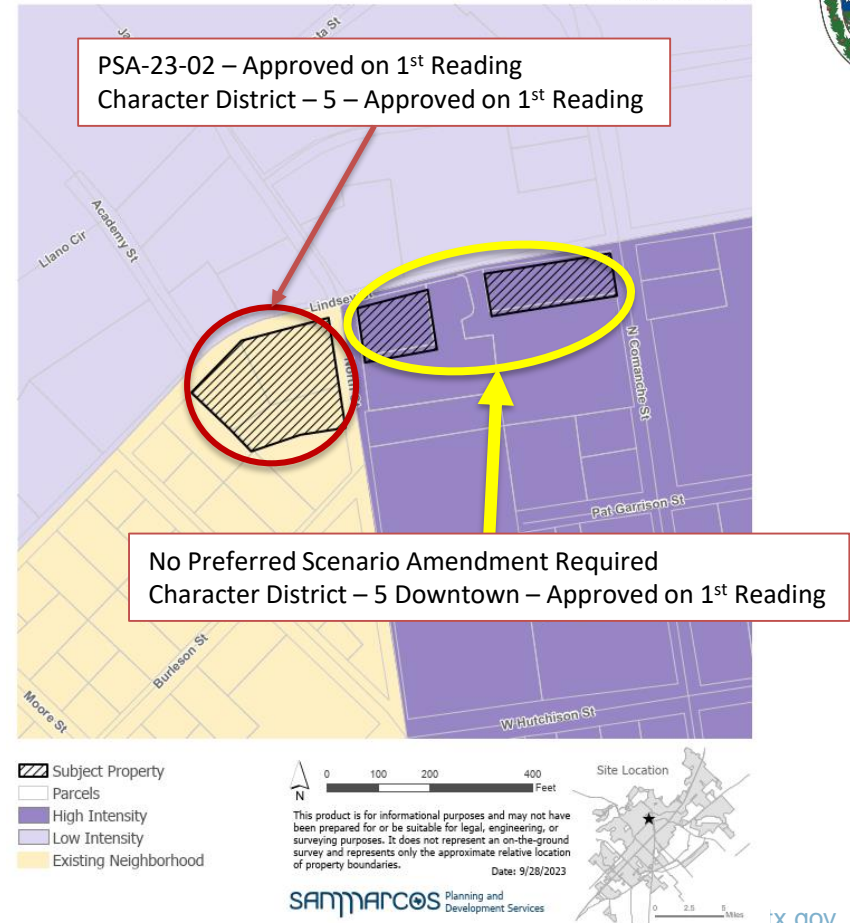 PSA-23-02 – Approved on 1st Reading
Character District – 5 – Approved on 1st Reading
Academy St
Llano Cir
North St
N Comanche St
Pat Garrison St
No Preferred Scenario Amendment Required
Character District – 5 Downtown – Approved on 1st Reading
Burleson St
Moore St
W Hutchison St
Subject Property
Parcels
High Intensity
Low Intensity
Existing Neighborhood
N
0 100 200 400
Feet
This product is for informational purposes and may not have
been prepared for or be suitable for legal, engineering, or
surveying purposes. It does not represent an on-the-ground
survey and represents only the approximate relative location
of property boundaries.
Date: 9/28/2023
SANMARCOS Planning and
Development Services
Site Location
0 2.5 5
Miles